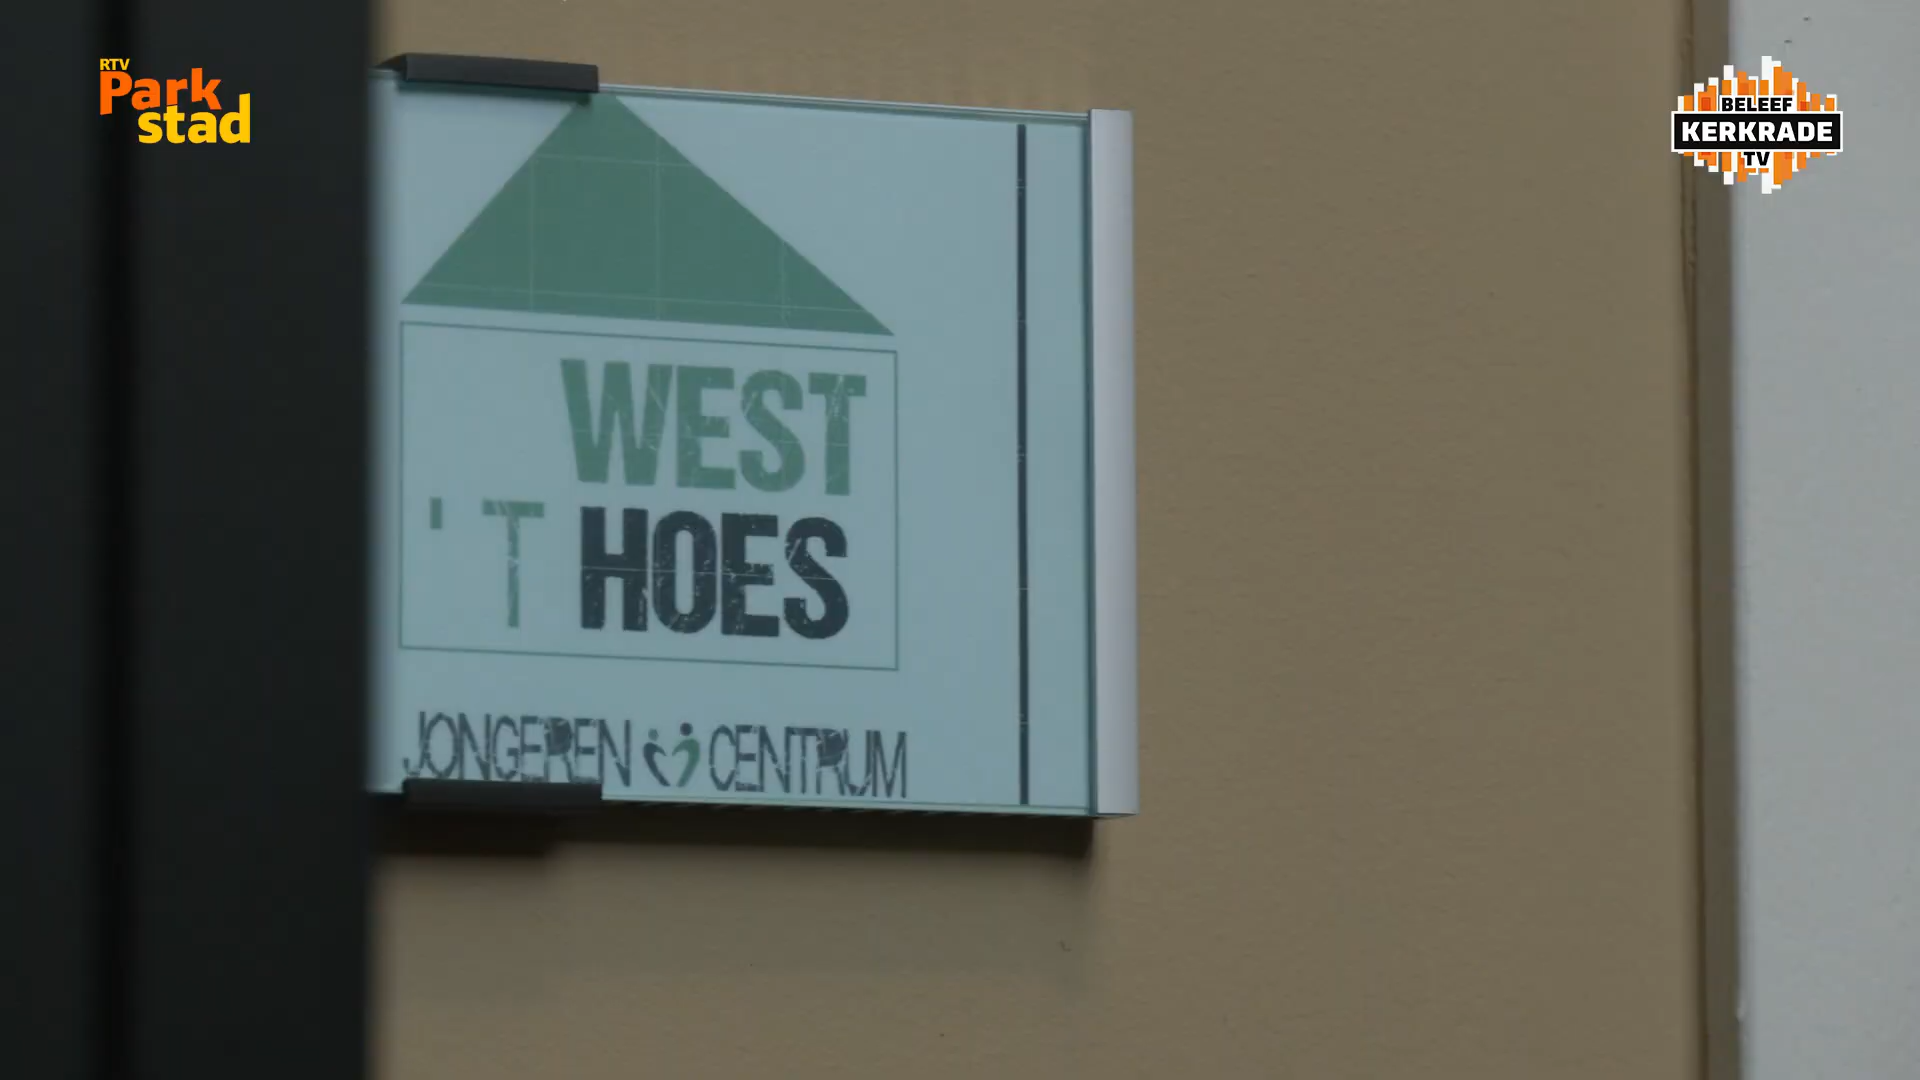 RTV
Park
stad
BELEEF
KERKRADE
TV
WEST
'T HOES
JONGEREN CENTRUM